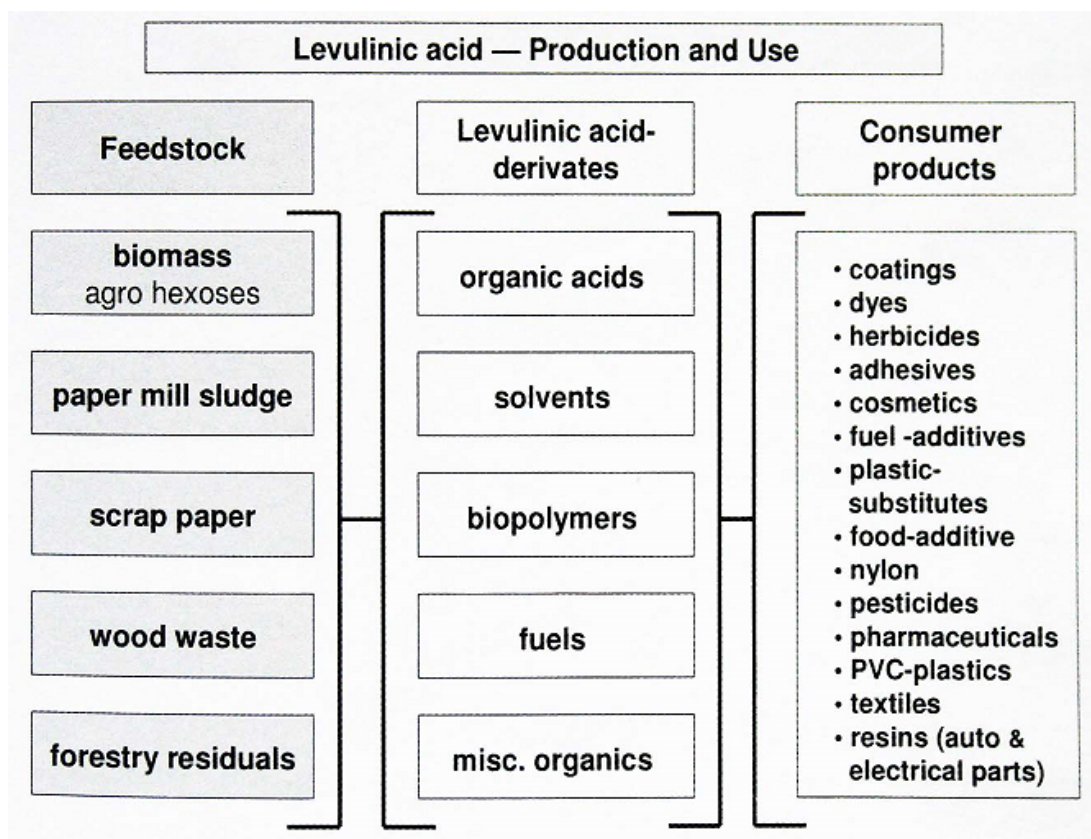 Levulinic acid — Production and Use
Feedstock
Levulinic acid-
derivates
Consumer
products
biomass
agro hexoses
paper mill sludge
scrap paper
wood waste
forestry residuals
organic acids
solvents
biopolymers
fuels
misc. organics
• coatings
• dyes
• herbicides
• adhesives
• cosmetics
• fuel -additives
• plastic-
substitutes
• food-additive
• nylon
• pesticides
• pharmaceuticals
• PVC-plastics
• textiles
• resins (auto &
electrical parts)